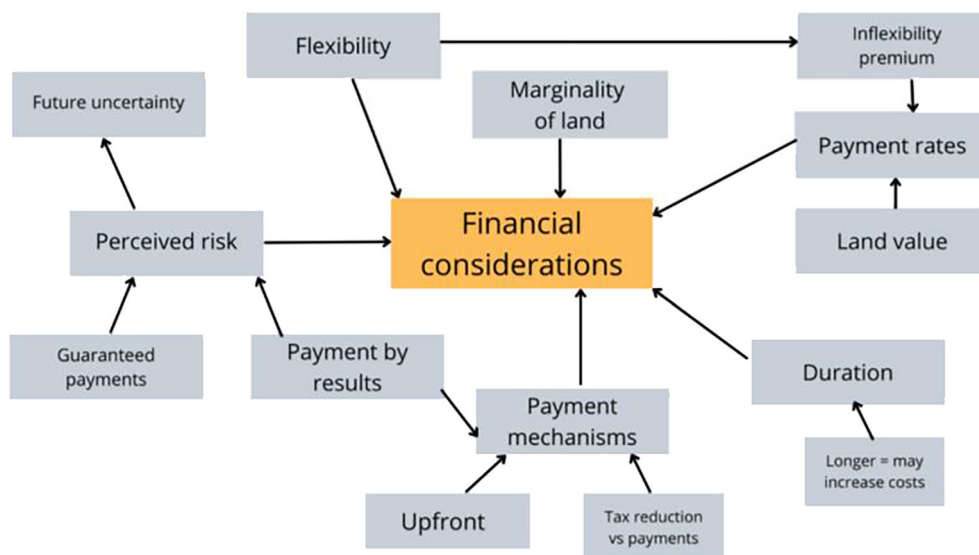 Flexibility
Inflexibility
premium
Marginality
of land
Future uncertainty
Payment rates
Financial
considerations
Perceived risk
Land value
Guaranteed
payments
Payment by
results
Duration
Payment
mechanisms
Longer = may
increase costs
Upfront
Tax reduction
vs payments